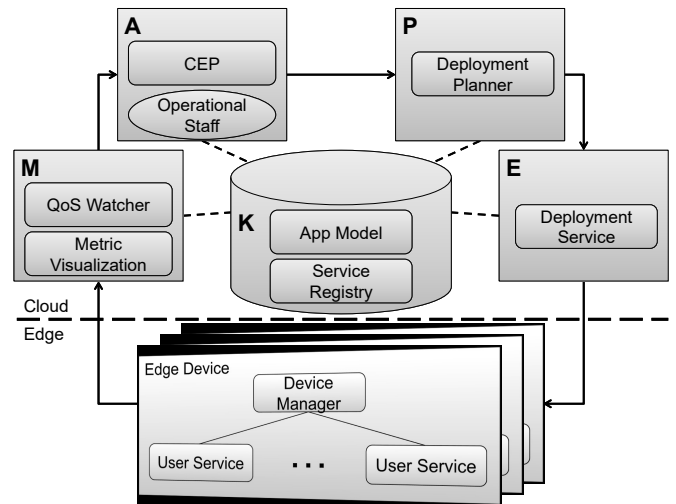 A
CEP
Operational
Staff
P
Deployment
Planner
M
QoS Watcher
Metric
Visualization
K
App Model
Service
Registry
E
Deployment
Service
Cloud
Edge
Edge Device
Device
Manager
User Service
...
User Service